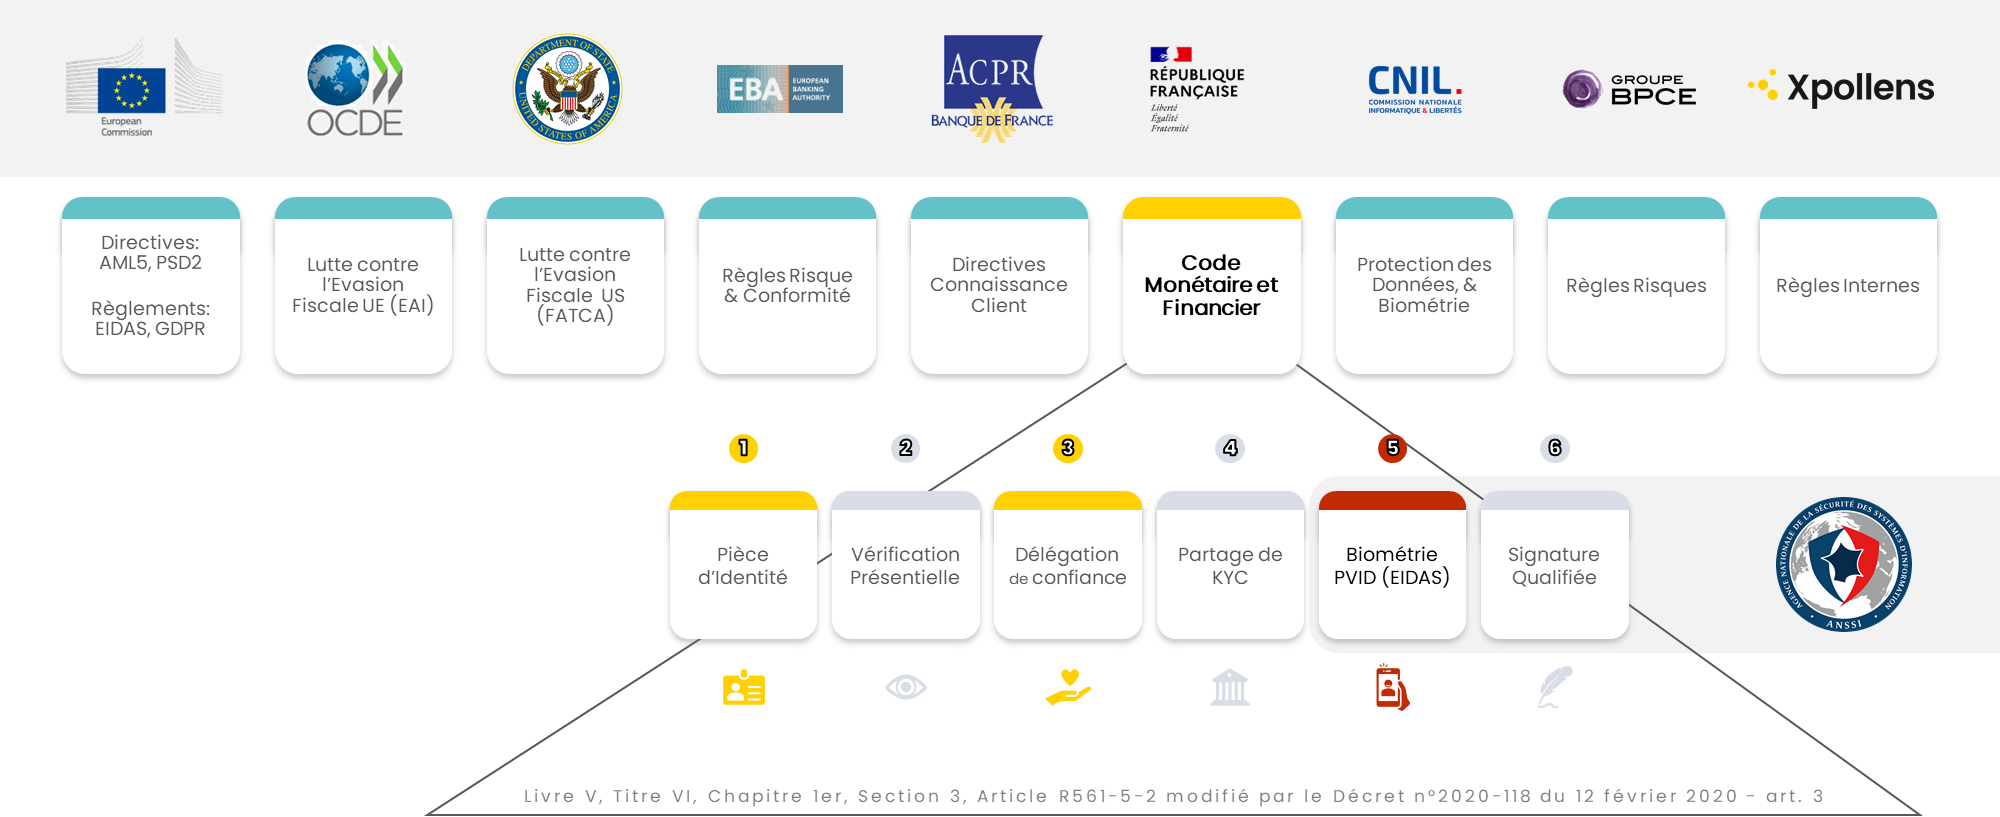 European
Commission
OCDE
DEPARTMENT OF STATE
UNITED STATES OF AMERICA
EBA
EUROPEAN
BANKING
AUTHORITY
ACPR
BANQUE DE FRANCE
RÉPUBLIQUE
FRANÇAISE
Liberté
Égalité
Fraternité
CNIL.
COMMISSION NATIONALE
INFORMATIQUE & LIBERTÉS
GROUPE
BPCE
Xpollens
Directives:
AML5, PSD2
Règlements:
EIDAS, GDPR
Lutte contre
l'Evasion
Fiscale UE (EAI)
Lutte contre
l'Evasion
Fiscale US
(FATCA)
Règles Risque
& Conformité
Directives
Connaissance
Client
Code
Monétaire et
Financier
Protection des
Données, &
Biométrie
Règles Risques
Règles Internes
1
2
3
4
5
6
Pièce
d'Identité
Vérification
Présentielle
Délégation
de confiance
Partage de
KYC
Biométrie
PVID (EIDAS)
Signature
Qualifiée
AGENCE NATIONALE DE LA SÉCURITÉ DES SYSTÈMES D'INFORMATION
ANSSI
Livre V, Titre VI, Chapitre 1er, Section 3, Article R561-5-2 modifié par le Décret n°2020-118 du 12 février 2020 - art. 3